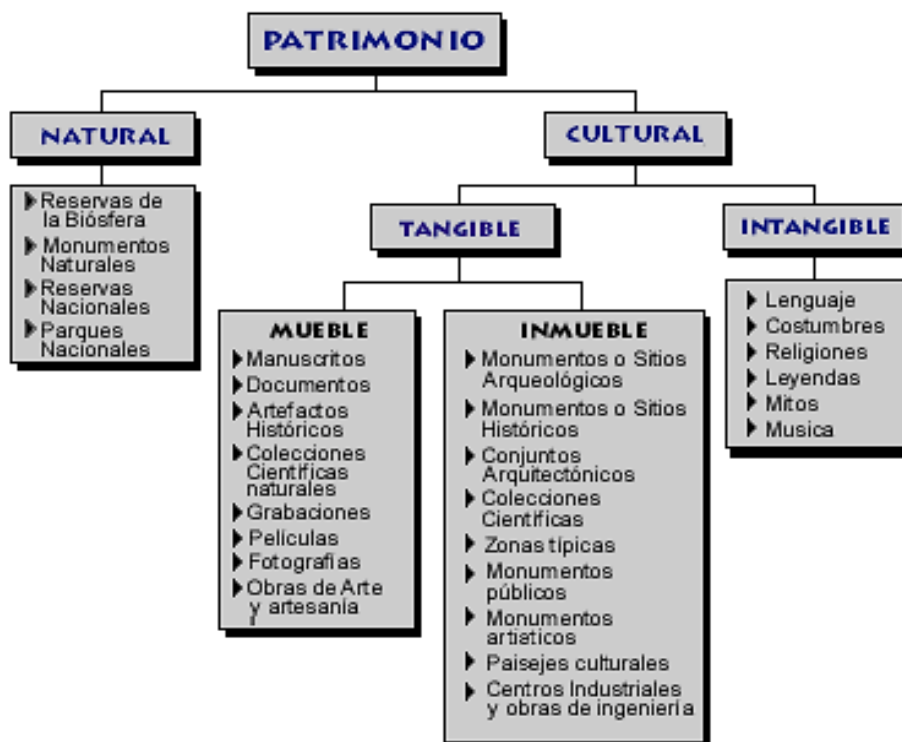 PATRIMONIO
NATURAL
Reservas de
la Biósfera
Monumentos
Naturales
Reservas
Nacionales
Parques
Nacionales
CULTURAL
TANGIBLE
MUEBLE
Manuscritos
Documentos
Artefactos
Históricos
Colecciones
Científicas
naturales
Grabaciones
Películas
Fotografías
Obras de Arte
y artesanía
INMUEBLE
Monumentos o Sitios
Arqueológicos
Monumentos o Sitios
Históricos
Conjuntos
Arquitectónicos
Colecciones
Científicas
Zonas típicas
Monumentos
públicos
Monumentos
artiaticos
Paisejes culturales
Centros Industriales
y obras de ingeniería
INTANGIBLE
Lenguaje
Costumbres
Religiones
Leyendas
Mitos
Musica